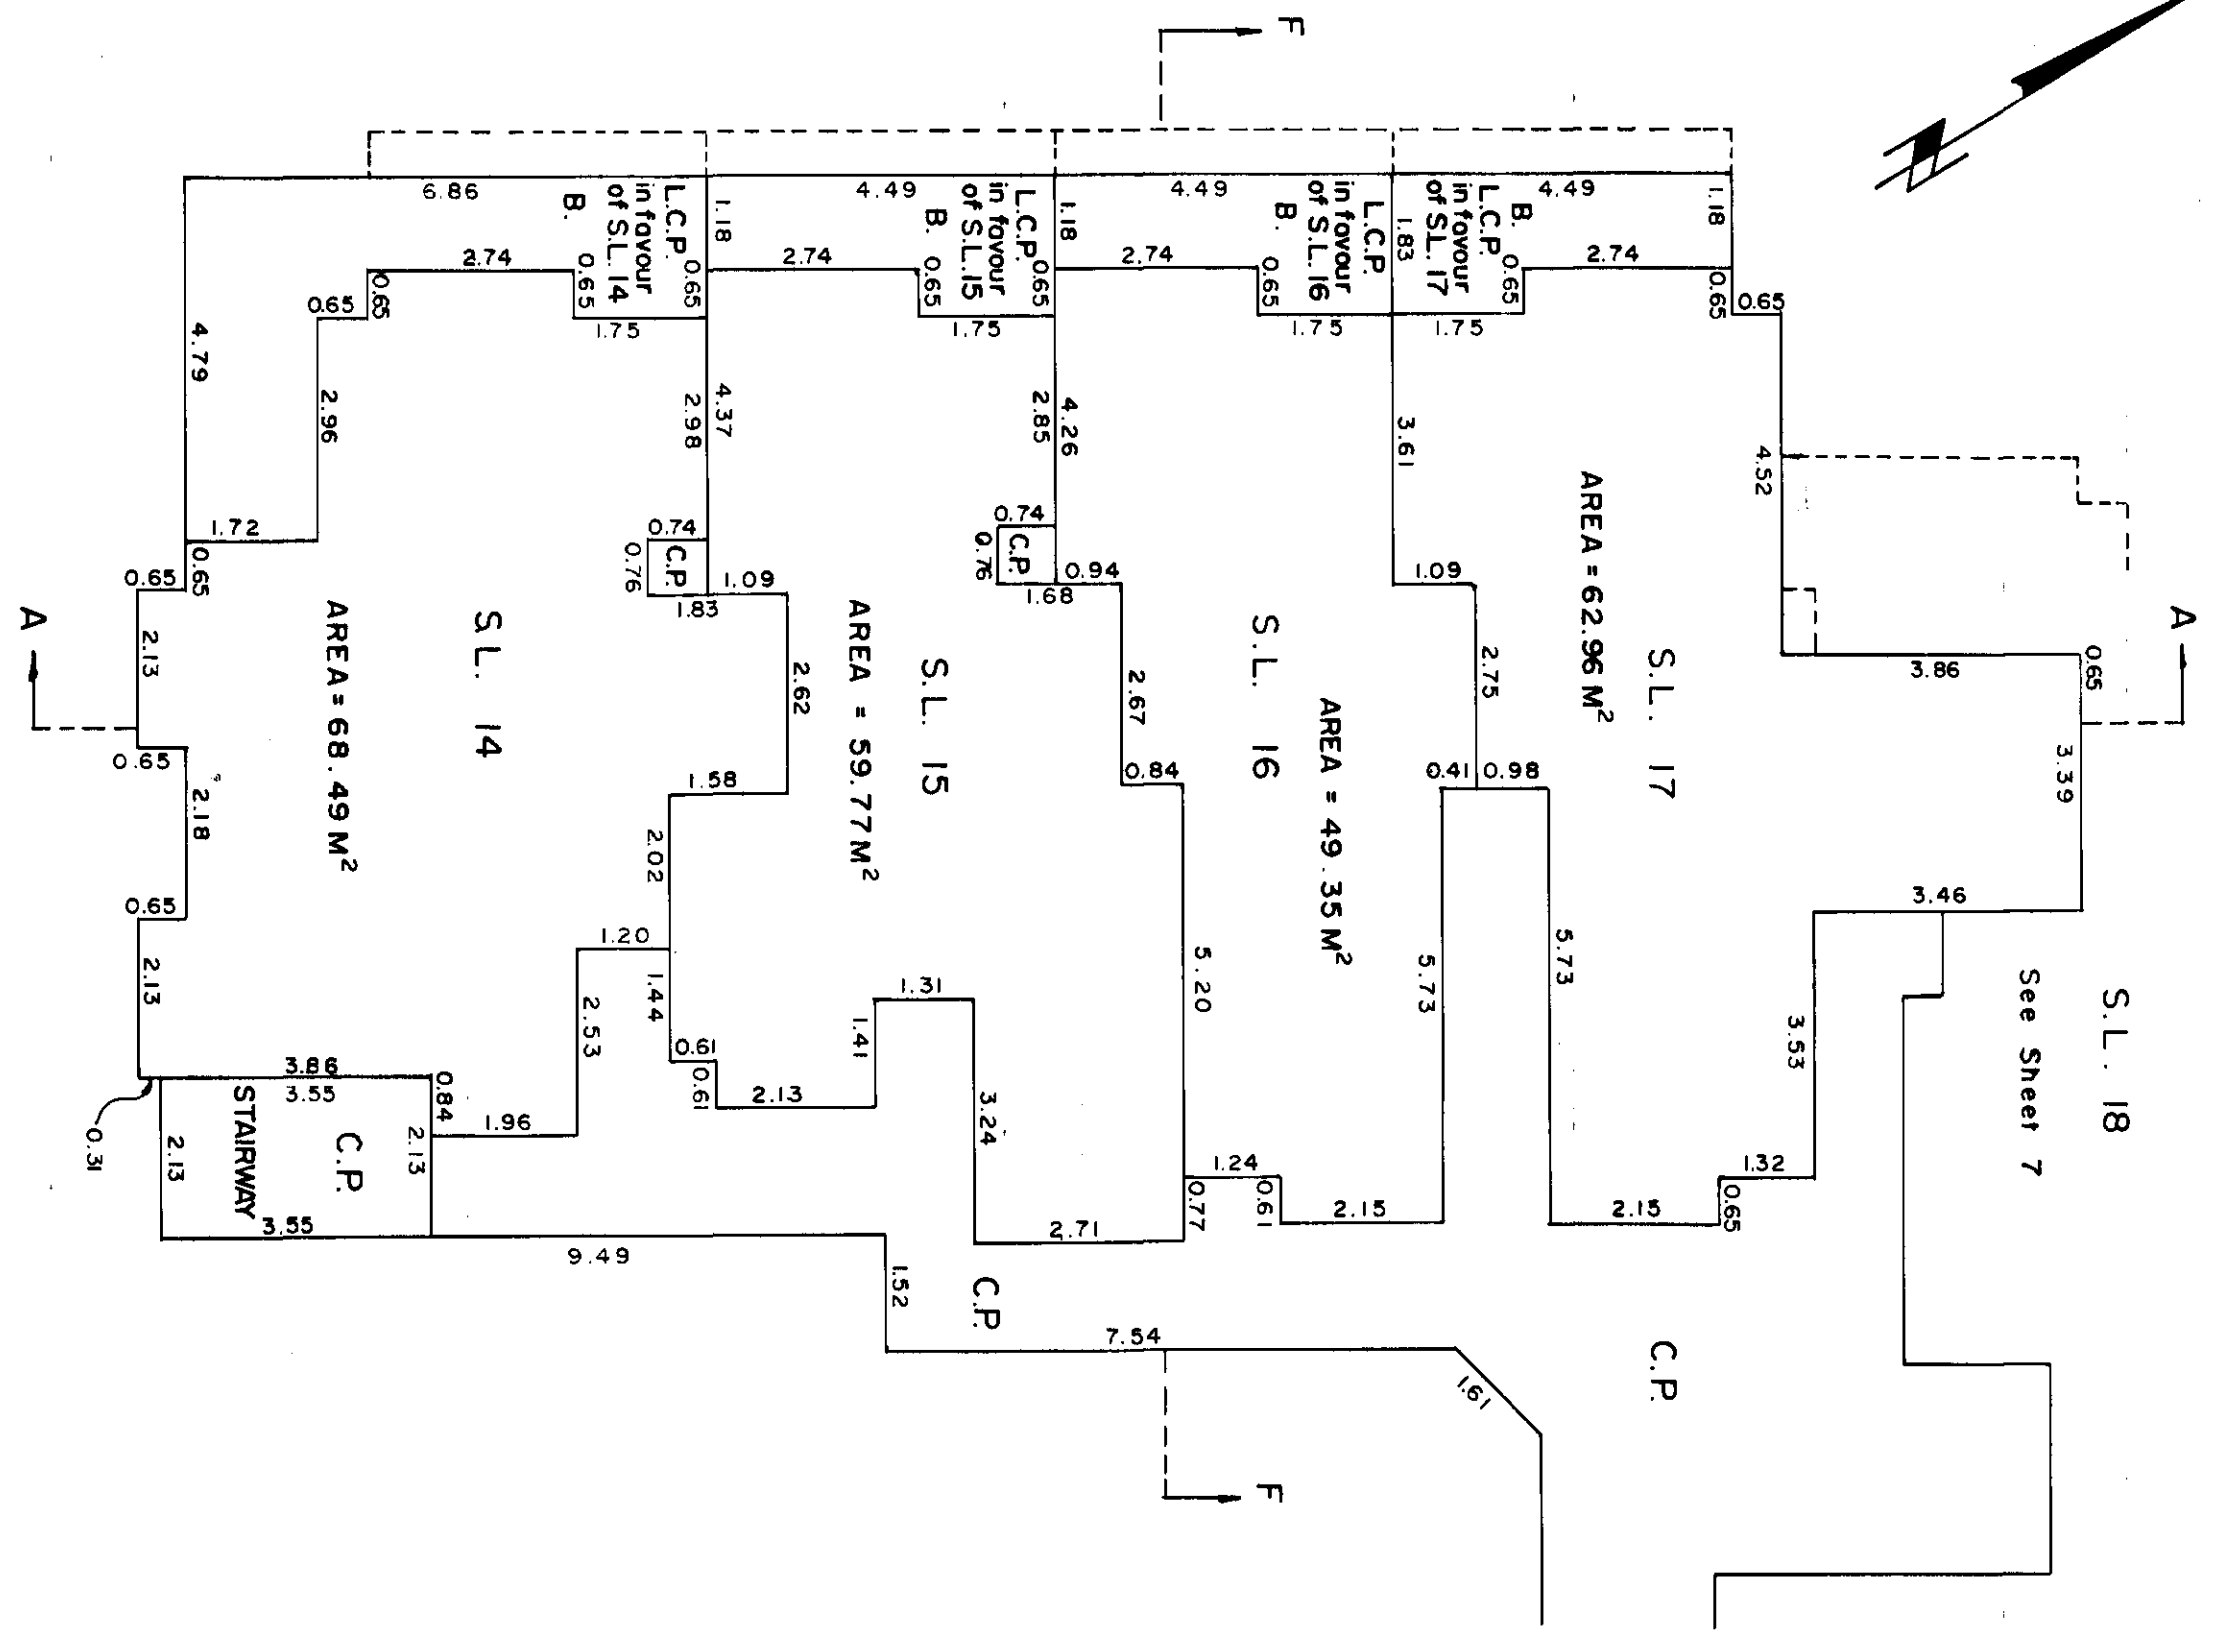 F
6.86
4.49
4.49
4.49
L.C.P.
in favour
of S.L. 14
B.
L.C.P.
in favour
of S.L. 15
B.
L.C.P.
in favour
of S.L. 16
B.
L.C.P.
in favour
of S.L. 17
B.
1.18
1.18
1.83
1.18
2.74
0.65
0.65
2.74
0.65
0.65
2.74
0.65
0.65
2.74
0.65
0.65
0.65
0.65
1.75
1.75
1.75
1.75
4.79
2.96
2.98
4.37
2.85
4.26
3.61
4.52
1.72
0.65
0.65
0.74
0.76
C.P.
1.09
1.83
0.74
0.76
C.P.
0.94
1.68
1.09
A
A
2.13
AREA = 68.49 M²
S.L. 14
2.62
AREA = 59.77 M²
S.L. 15
2.67
S.L. 16
AREA = 49.35 M²
2.75
AREA = 62.96 M²
S.L. 17
3.86
0.65
3.39
0.65
2.18
1.58
0.84
0.41
0.98
2.02
0.65
1.20
3.46
2.13
2.53
1.44
1.31
1.41
5.20
5.73
5.73
3.53
See Sheet 7
S.L. 18
0.61
0.61
2.13
3.24
3.86
3.55
0.84
1.96
0.31
2.13
STAIRWAY
C.P.
2.13
3.55
9.49
2.71
1.24
0.77
0.61
2.15
2.15
1.32
0.65
1.52
C.P.
7.54
1.61
C.P.
F